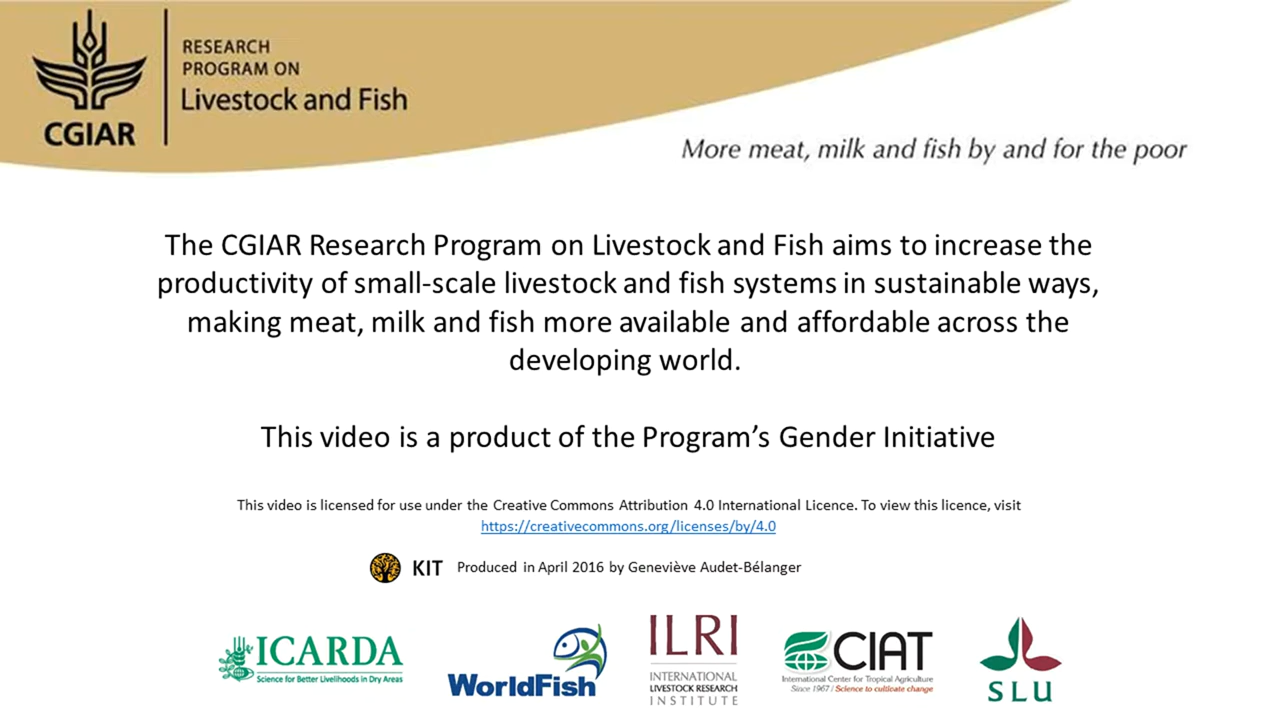 CGIAR
RESEARCH
PROGRAM ON
Livestock and Fish
More meat, milk and fish by and for the poor
The CGIAR Research Program on Livestock and Fish aims to increase the
productivity of small-scale livestock and fish systems in sustainable ways,
making meat, milk and fish more available and affordable across the
developing world.
This video is a product of the Program’s Gender Initiative
This video is licensed for use under the Creative Commons Attribution 4.0 International Licence. To view this licence, visit
https://creativecommons.org/licenses/by/4.0
KIT Produced in April 2016 by Geneviève Audet-Bélanger
ICARDA
Science for Better Livelihoods in Dry Areas
WorldFish
ILRI
INTERNATIONAL
LIVESTOCK RESEARCH
INSTITUTE
CIAT
International Center for Tropical Agriculture
Since 1967 / Science to cultivate change
SLU